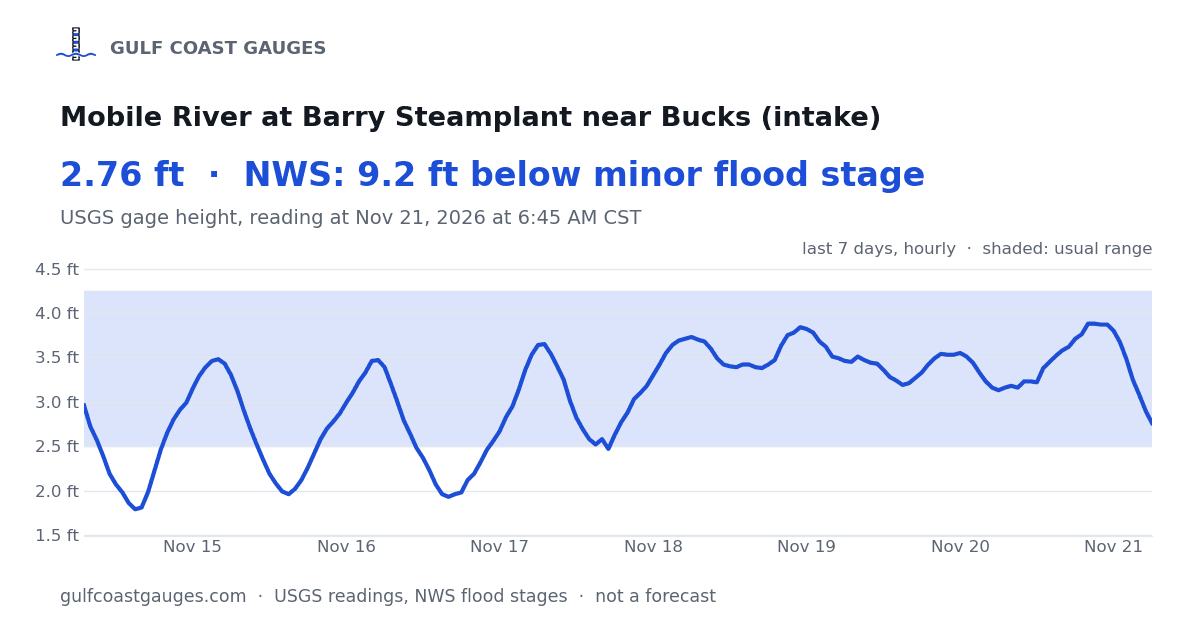 GULF COAST GAUGES
Mobile River at Barry Steamplant near Bucks (intake)
2.76 ft · NWS: 9.2 ft below minor flood stage
USGS gage height, reading at Nov 21, 2026 at 6:45 AM CST
last 7 days, hourly · shaded: usual range
4.5 ft
4.0 ft
3.5 ft
3.0 ft
2.5 ft
2.0 ft
1.5 ft
Nov 15 Nov 16 Nov 17 Nov 18 Nov 19 Nov 20 Nov 21
gulfcoastgauges.com · USGS readings, NWS flood stages · not a forecast